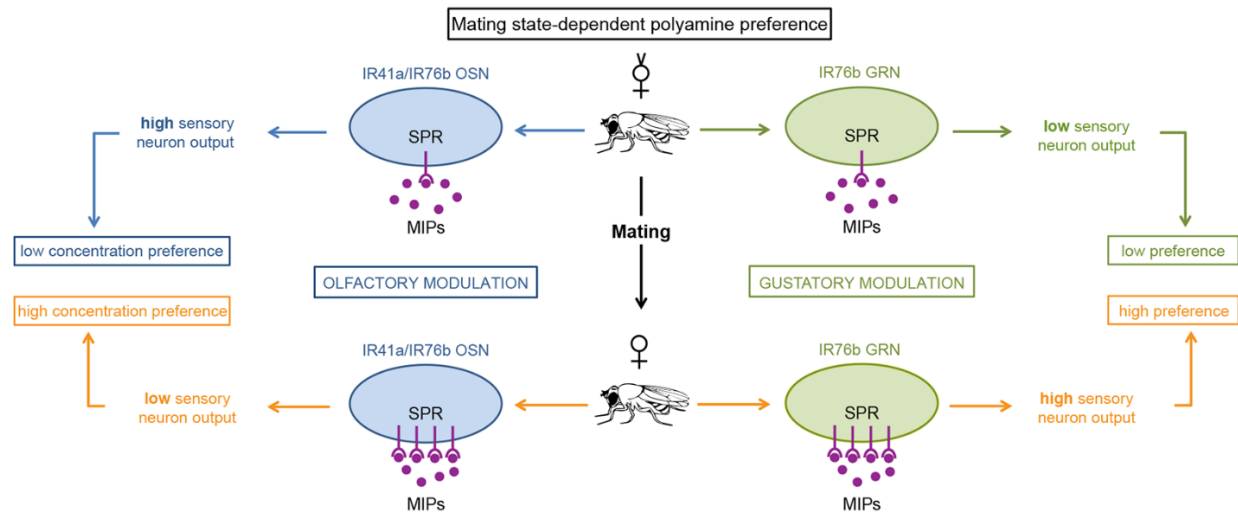 Mating state-dependent polyamine preference
IR41a/IR76b OSN
IR76b GRN
high sensory
neuron output
SPR
SPR
low sensory
neuron output
MIPs
MIPs
Mating
low concentration preference
low preference
OLFACTORY MODULATION
GUSTATORY MODULATION
high concentration preference
high preference
IR41a/IR76b OSN
IR76b GRN
low sensory
neuron output
SPR
SPR
high sensory
neuron output
MIPs
MIPs